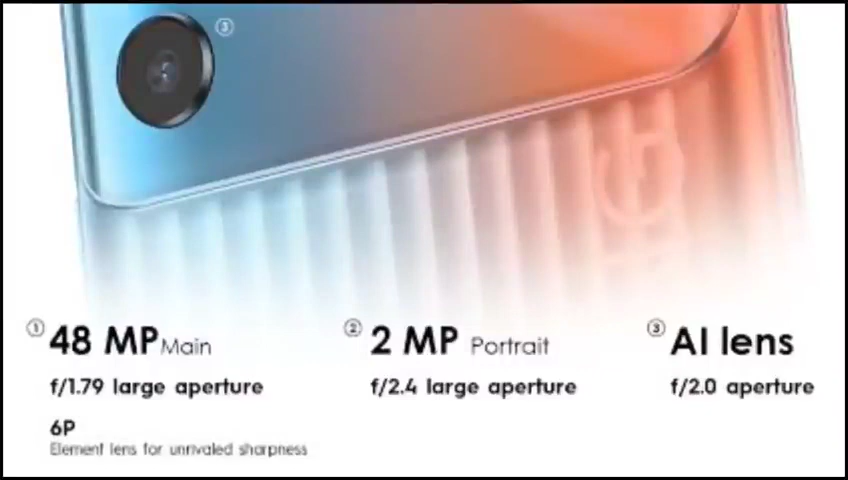 ③
① 48 MP Main
f/1.79 large aperture
6P
Element lens for unrivaled sharpness
② 2 MP Portrait
f/2.4 large aperture
③ AI lens
f/2.0 aperture